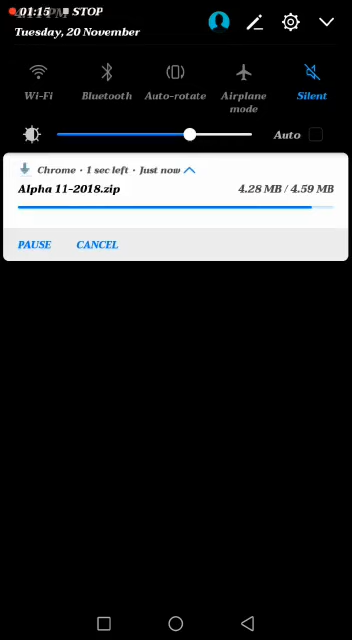 01:15 STOP
Tuesday, 20 November
Wi-Fi Bluetooth Auto-rotate Airplane mode Silent
Auto
Chrome • 1 sec left • Just now
Alpha 11-2018.zip 4.28 MB / 4.59 MB
PAUSE CANCEL